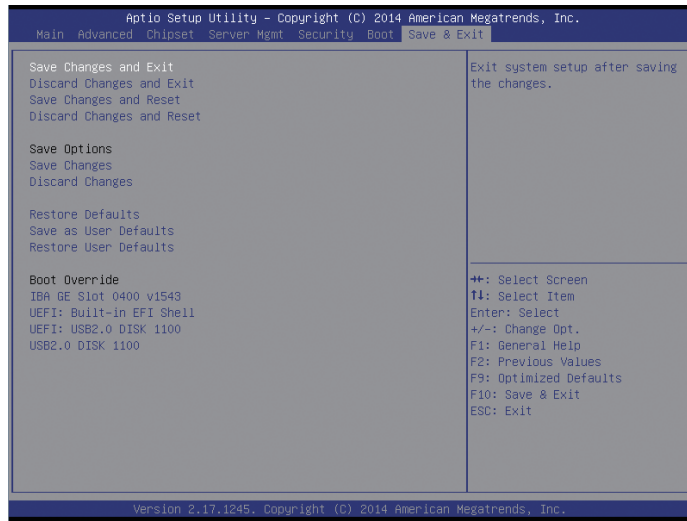 Aptio Setup Utility – Copyright (C) 2014 American Megatrends, Inc.
Main Advanced Chipset Server Mgmt Security Boot Save & Exit
Save Changes and Exit
Discard Changes and Exit
Save Changes and Reset
Discard Changes and Reset
Save Options
Save Changes
Discard Changes
Restore Defaults
Save as User Defaults
Restore User Defaults
Boot Override
IBA GE Slot 0400 v1543
UEFI: Built-in EFI Shell
UEFI: USB2.0 DISK 1100
USB2.0 DISK 1100
Exit system setup after saving
the changes.
→←: Select Screen
↑↓: Select Item
Enter: Select
+/-: Change Opt.
F1: General Help
F2: Previous Values
F9: Optimized Defaults
F10: Save & Exit
ESC: Exit
Version 2.17.1245. Copyright (C) 2014 American Megatrends, Inc.